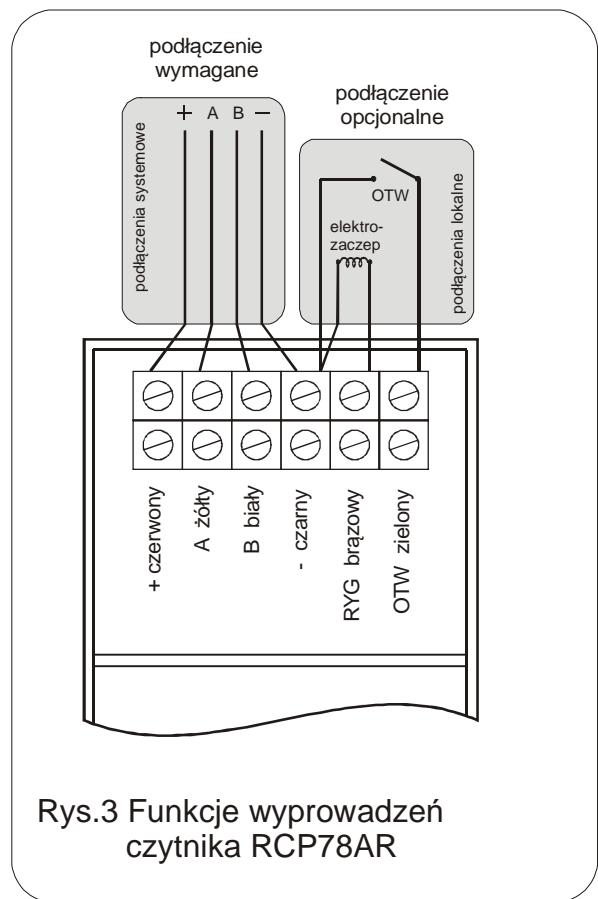 podłączenie
wymagane
podłączenie
opcjonalne
podłączenia systemowe
+ A B -
OTW
elektro-
zaczep
podłączenia lokalne
+ czerwony
A żółty
B biały
- czarny
RYG brązowy
OTW zielony
Rys.3 Funkcje wyprowadzeń
czytnika RCP78AR